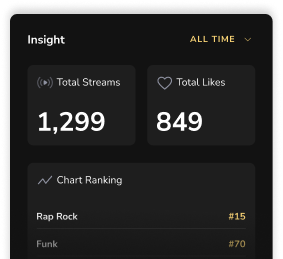 Insight
ALL TIME
Total Streams
1,299
Total Likes
849
Chart Ranking
Rap Rock #15
Funk #70